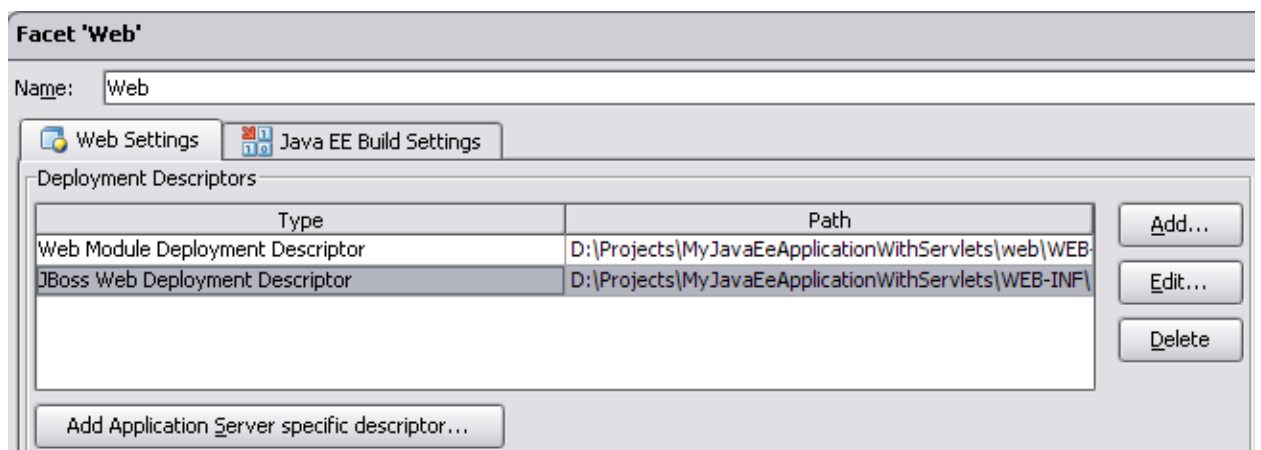 Facet 'Web'
Name: Web
Web Settings Java EE Build Settings
Deployment Descriptors
Type Path
Web Module Deployment Descriptor D:\Projects\MyJavaEeApplicationWithServlets\web\WEB-
JBoss Web Deployment Descriptor D:\Projects\MyJavaEeApplicationWithServlets\WEB-INF\
Add...
Edit...
Delete
Add Application Server specific descriptor...